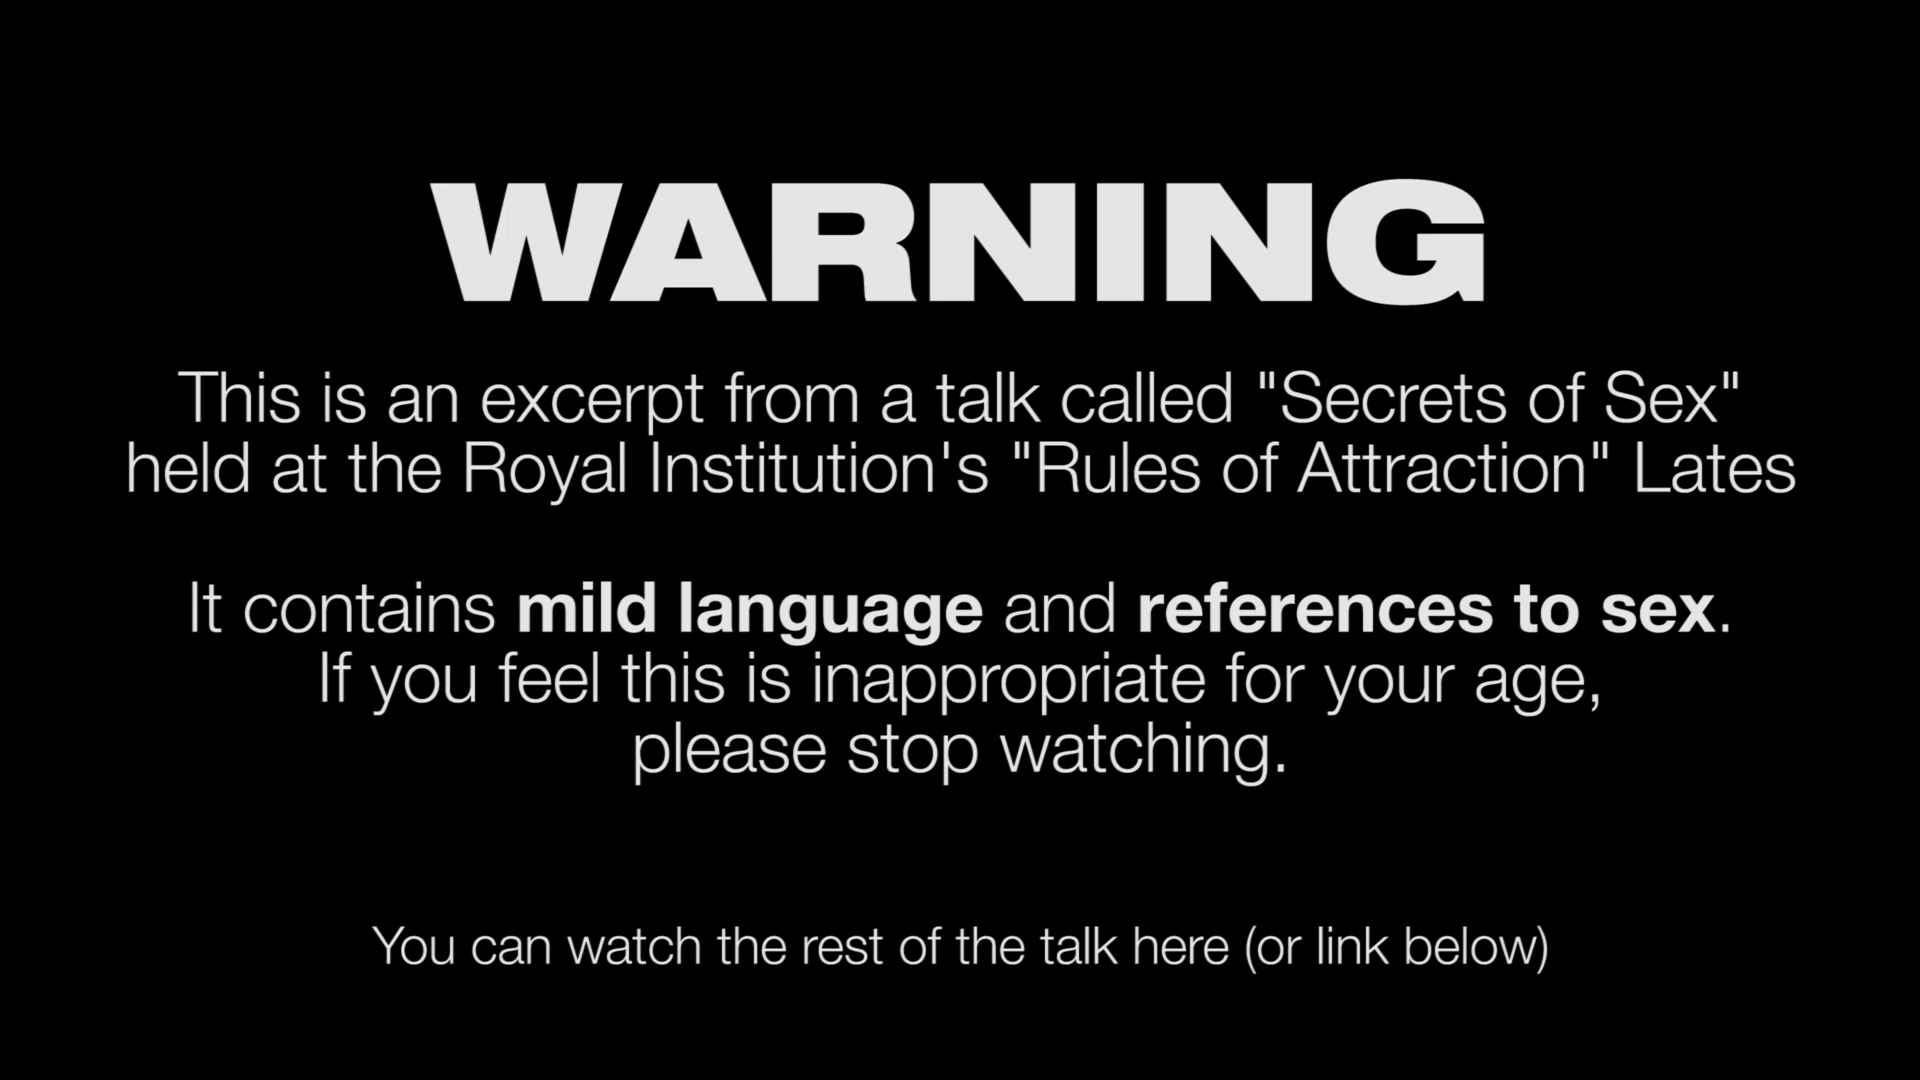 WARNING
This is an excerpt from a talk called "Secrets of Sex"
held at the Royal Institution's "Rules of Attraction" Lates
It contains mild language and references to sex.
If you feel this is inappropriate for your age,
please stop watching.
You can watch the rest of the talk here (or link below)